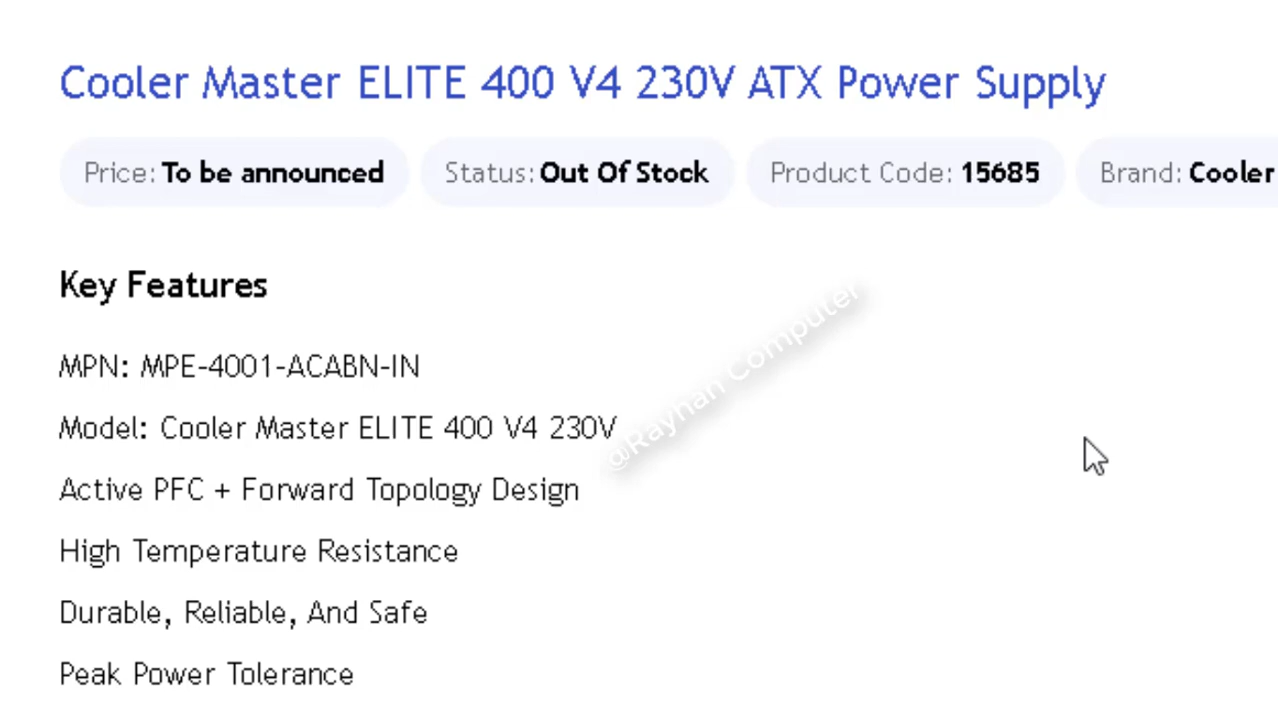 Cooler Master ELITE 400 V4 230V ATX Power Supply
Price: To be announced Status: Out Of Stock Product Code: 15685 Brand: Cooler
Key Features
MPN: MPE-4001-ACABN-IN
Model: Cooler Master ELITE 400 V4 230V
Active PFC + Forward Topology Design
High Temperature Resistance
Durable, Reliable, And Safe
Peak Power Tolerance
@Rayhan Computer